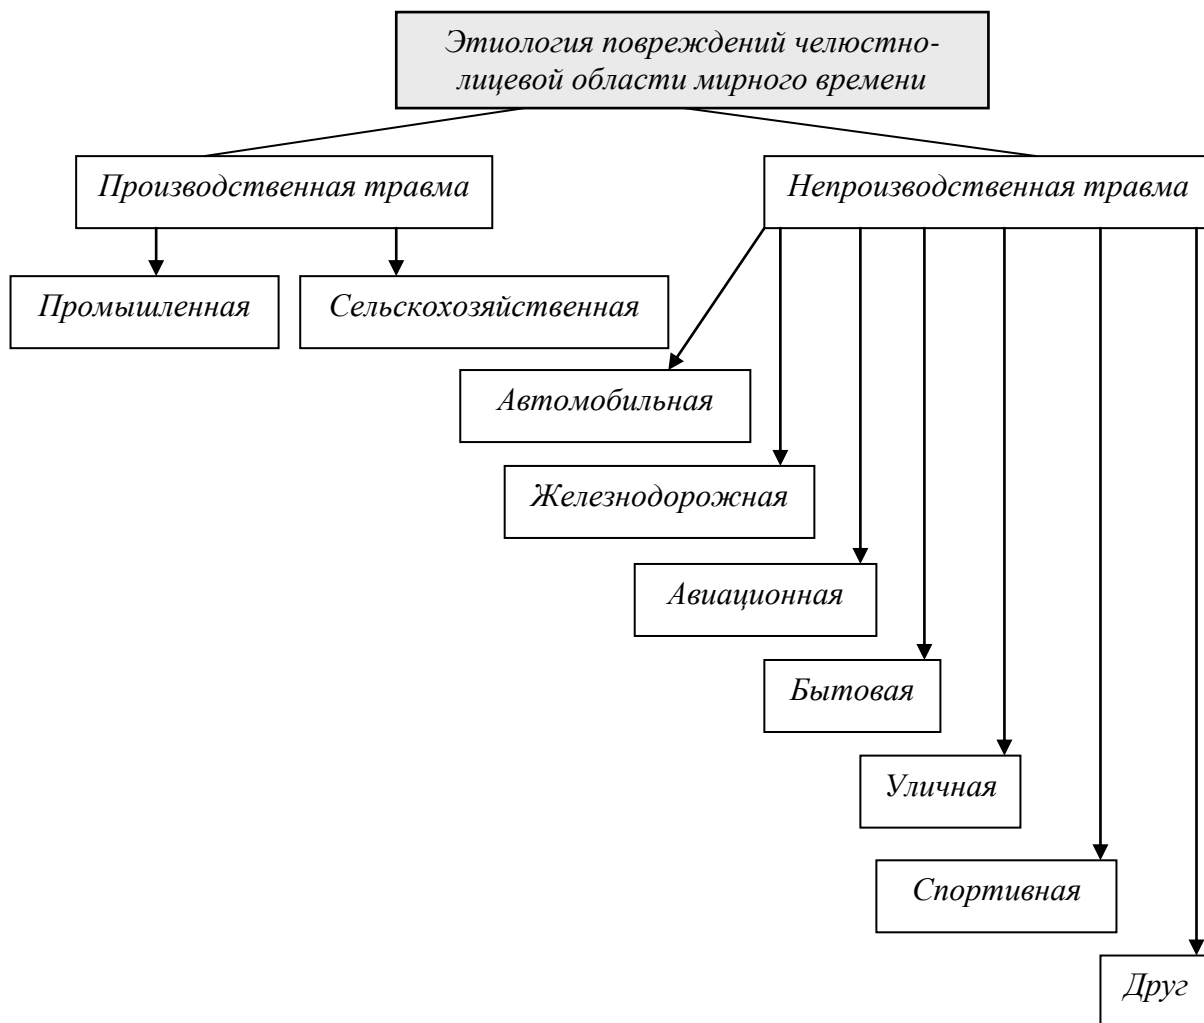 Этиология повреждений челюстно-
лицевой области мирного времени
Производственная травма
Непроизводственная травма
Промышленная
Сельскохозяйственная
Автомобильная
Железнодорожная
Авиационная
Бытовая
Уличная
Спортивная
Друг